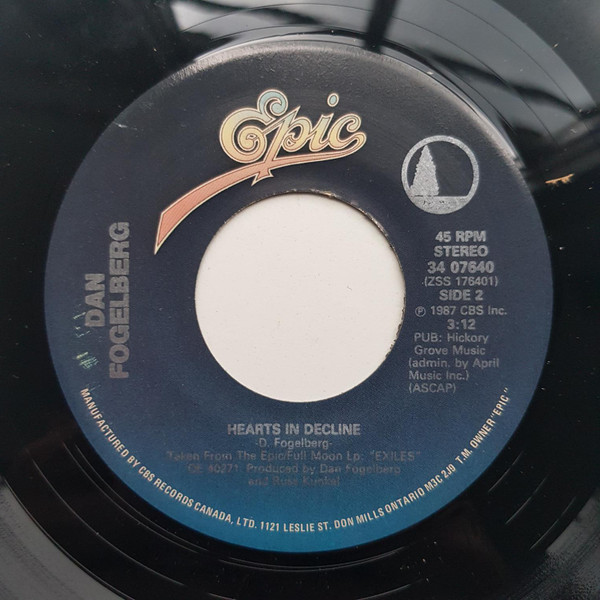 Epic
DAN
FOGELBERG
45 RPM
STEREO
34 07640
(ZSS 176401)
SIDE 2
℗ 1987 CBS Inc.
3:12
PUB: Hickory
Grove Music
(admin. by April
Music Inc.)
(ASCAP)
HEARTS IN DECLINE
-D. Fogelberg-
Taken From The Epic/Full Moon Lp: "EXILES"
OE 40271. Produced by Dan Fogelberg
and Russ Kunkel
MANUFACTURED BY CBS RECORDS CANADA, LTD. 1121 LESLIE ST. DON MILLS ONTARIO M3C 2J9 T.M. OWNER "EPIC"